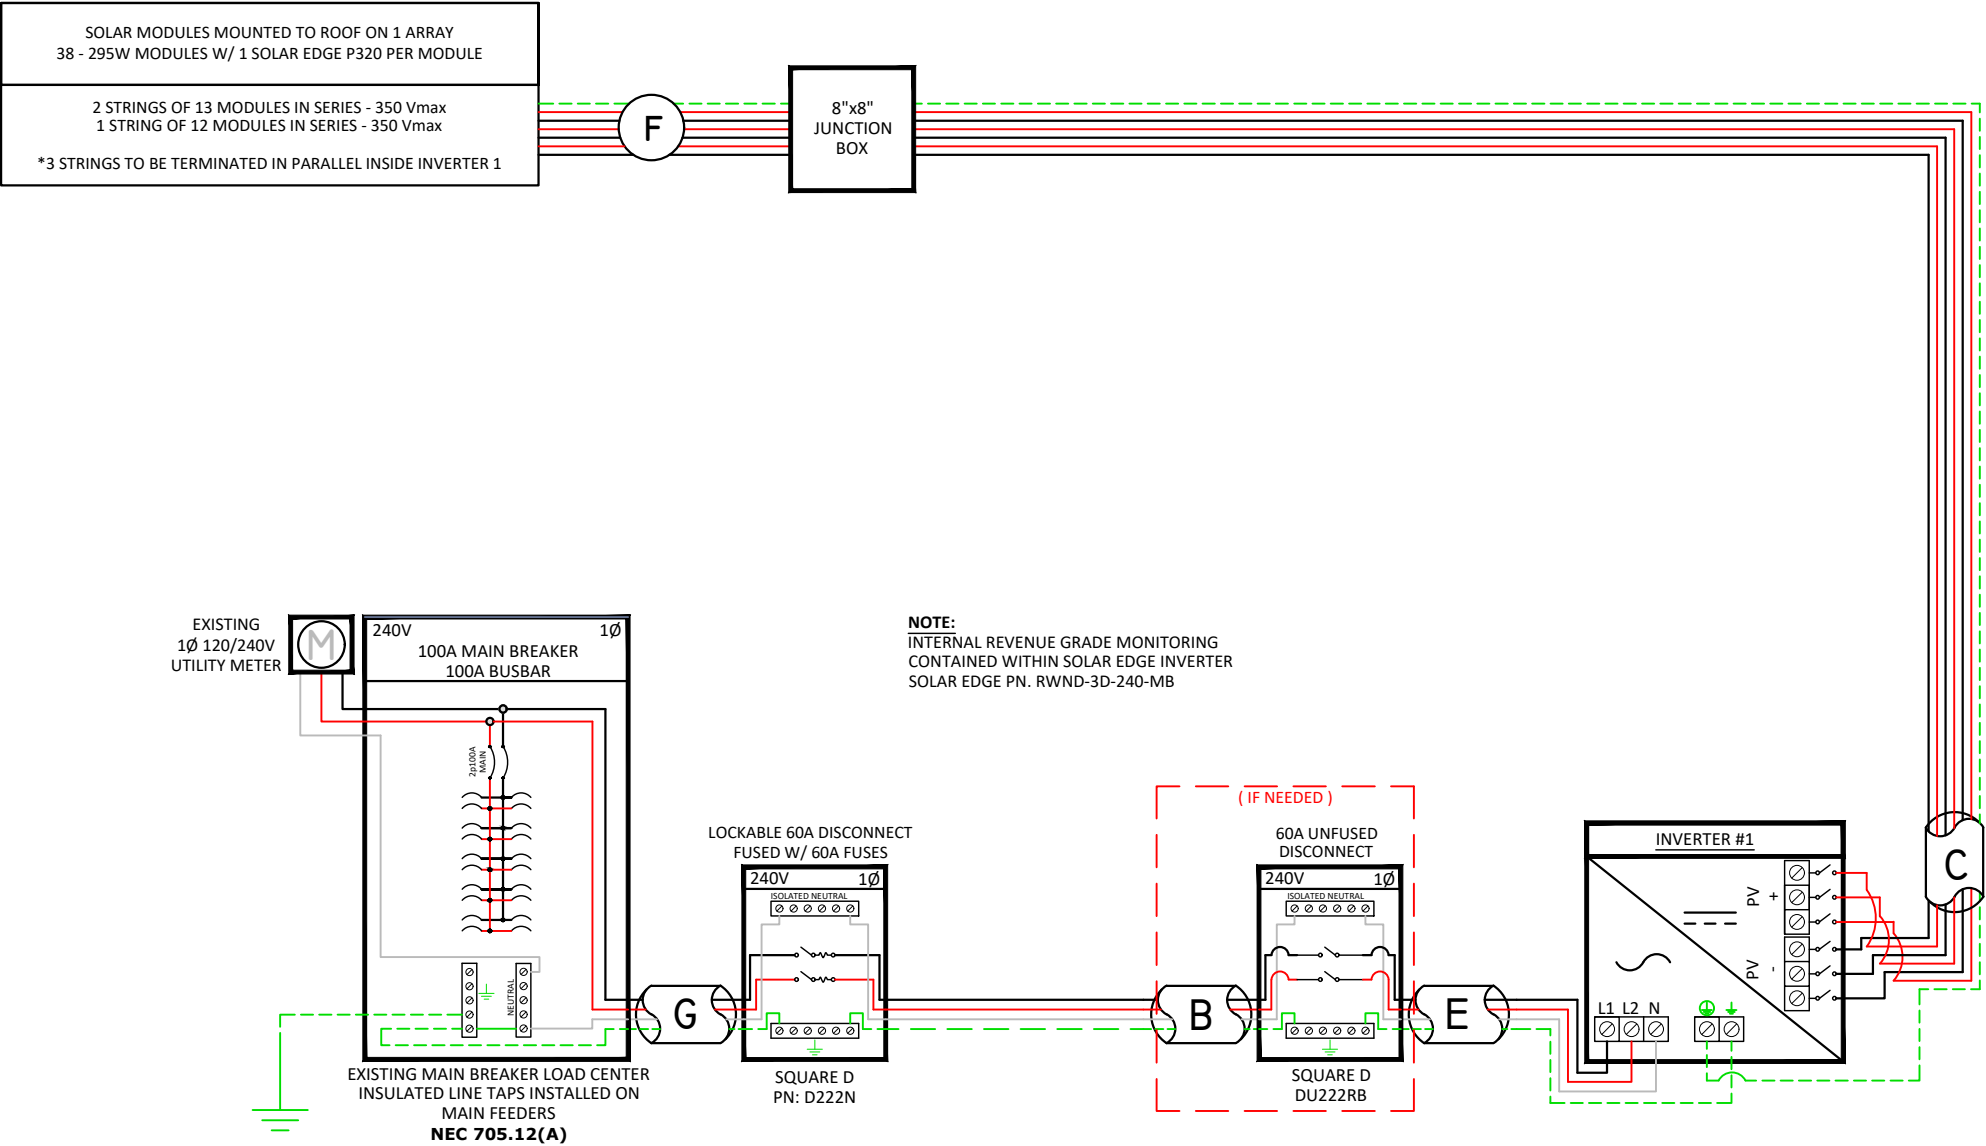 SOLAR MODULES MOUNTED TO ROOF ON 1 ARRAY
38 - 295W MODULES W/ 1 SOLAR EDGE P320 PER MODULE
2 STRINGS OF 13 MODULES IN SERIES - 350 Vmax
1 STRING OF 12 MODULES IN SERIES - 350 Vmax
*3 STRINGS TO BE TERMINATED IN PARALLEL INSIDE INVERTER 1
F
8"x8"
JUNCTION
BOX
EXISTING
1Ø 120/240V
UTILITY METER
M
240V 1Ø
100A MAIN BREAKER
100A BUSBAR
2p100A
MAIN
NEUTRAL
EXISTING MAIN BREAKER LOAD CENTER
INSULATED LINE TAPS INSTALLED ON
MAIN FEEDERS
NEC 705.12(A)
G
NOTE:
INTERNAL REVENUE GRADE MONITORING
CONTAINED WITHIN SOLAR EDGE INVERTER
SOLAR EDGE PN. RWND-3D-240-MB
LOCKABLE 60A DISCONNECT
FUSED W/ 60A FUSES
240V 1Ø
ISOLATED NEUTRAL
SQUARE D
PN: D222N
( IF NEEDED )
60A UNFUSED
DISCONNECT
240V 1Ø
ISOLATED NEUTRAL
SQUARE D
DU222RB
B
E
INVERTER #1
PV +
PV -
L1 L2 N
C